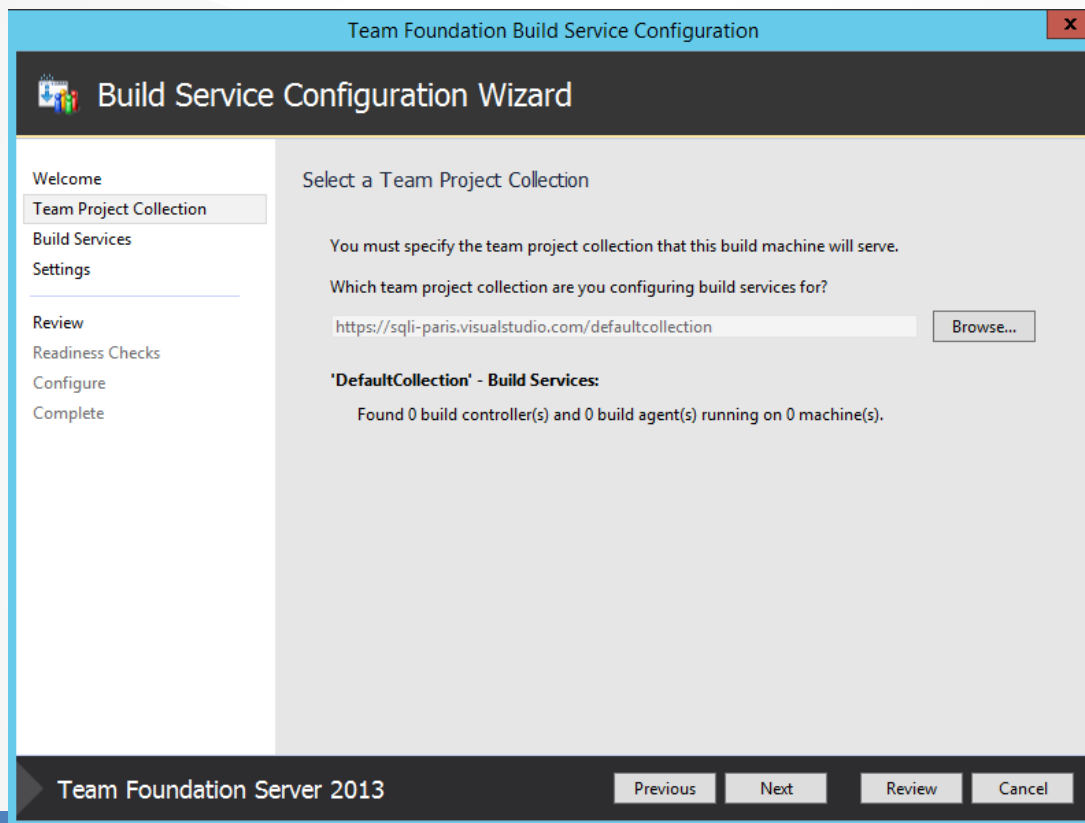 Team Foundation Build Service Configuration
x
Build Service Configuration Wizard
Welcome
Team Project Collection
Build Services
Settings
Review
Readiness Checks
Configure
Complete
Select a Team Project Collection
You must specify the team project collection that this build machine will serve.
Which team project collection are you configuring build services for?
https://sqli-paris.visualstudio.com/defaultcollection
Browse...
'DefaultCollection' - Build Services:
Found 0 build controller(s) and 0 build agent(s) running on 0 machine(s).
Team Foundation Server 2013
Previous
Next
Review
Cancel